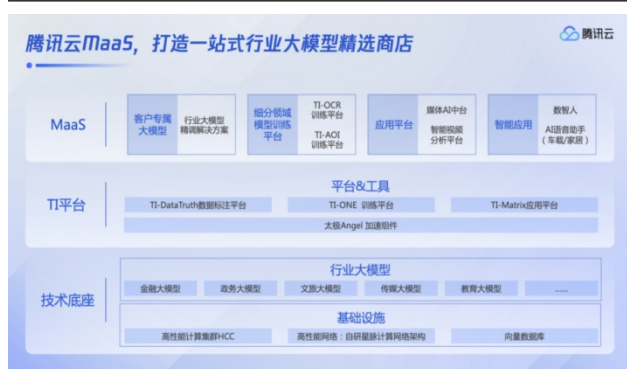 腾讯云MaaS，打造一站式行业大模型精选商店
腾讯云
MaaS
客户专属
大模型
行业大模型
精调解决方案
细分领域
模型训练
平台
TI-OCR
训练平台
TI-AOI
训练平台
应用平台
媒体AI中台
智能视频
分析平台
智能应用
数智人
AI语音助手
（车载/家居）
TI平台
平台&工具
TI-DataTruth数据标注平台
TI-ONE 训练平台
TI-Matrix应用平台
太极Angel 加速组件
技术底座
行业大模型
金融大模型
政务大模型
文旅大模型
传媒大模型
教育大模型
......
基础设施
高性能计算集群HCC
高性能网络：自研星脉计算网络架构
向量数据库